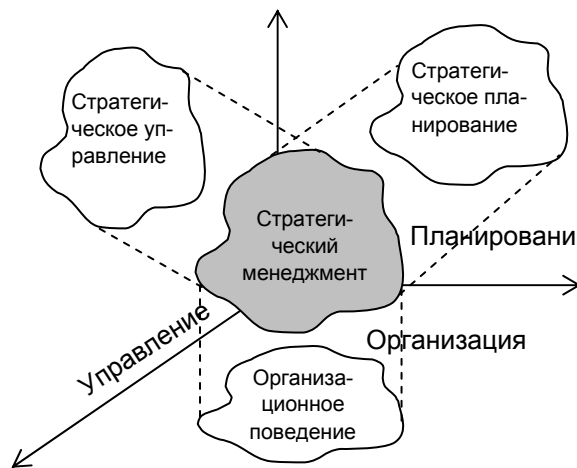 Стратеги-
ческое уп-
равление
Стратеги-
ческое пла-
нирование
Стратеги-
ческий
менеджмент
Планировани
Управление
Организация
Организа-
ционное
поведение